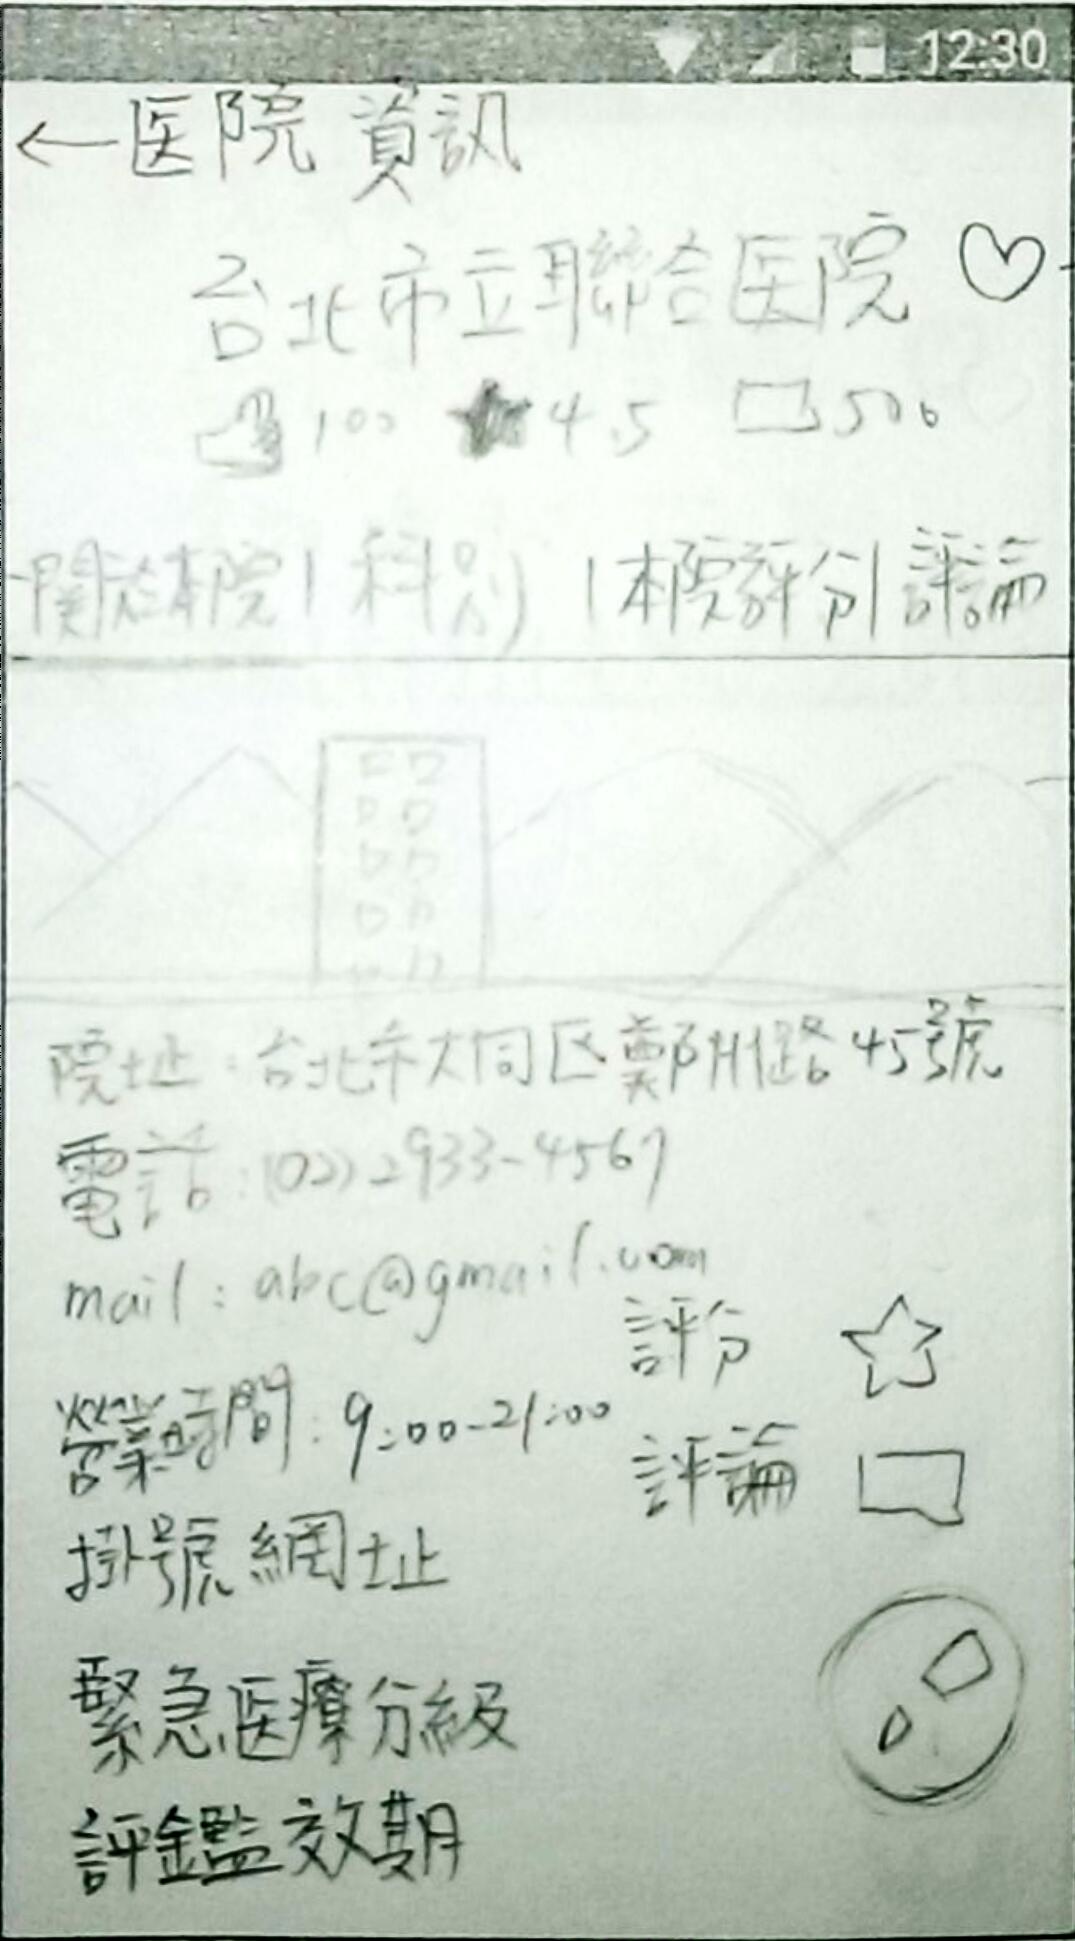 12:30
←医院 資訊
台北市立聯合医院
100 4.5 500
関於本院 | 科別 | 本院評分 | 評論
院址：台北市大同区鄭州路45號
電話：(02)2933-4567
mail：abc@gmail.com
評分
營業時間：9:00-21:00
評論
掛號網址
緊急医療分級
評鑑效期